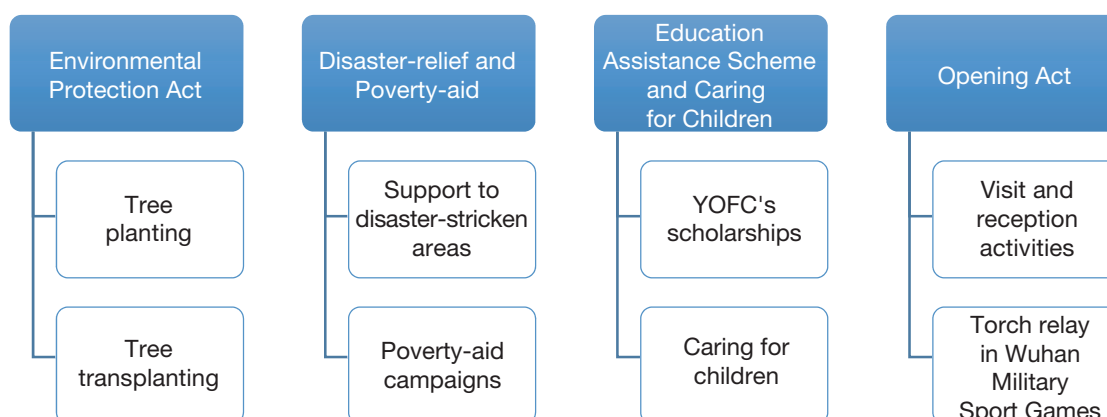 Environmental
Protection Act
Tree
planting
Tree
transplanting
Disaster-relief and
Poverty-aid
Support to
disaster-stricken
areas
Poverty-aid
campaigns
Education
Assistance Scheme
and Caring
for Children
YOFC's
scholarships
Caring for
children
Opening Act
Visit and
reception
activities
Torch relay
in Wuhan
Military
Sport Games